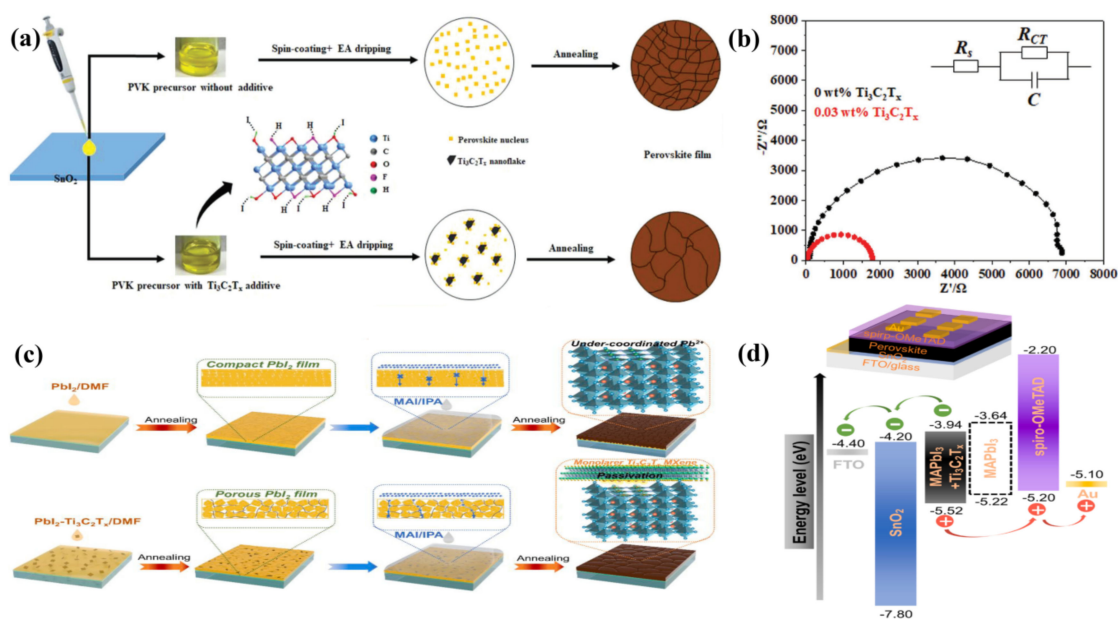 (a)
Spin-coating+ EA dripping
Annealing
PVK precursor without additive
SnO2
I
H
I
H
I
H
I
Ti
C
O
F
H
I
H
I
H
I
H
I
Perovskite nucleus
Ti3C2Tx nanoflake
Perovskite film
Spin-coating+ EA dripping
Annealing
PVK precursor with Ti3C2Tx additive
(b)
8000
7000
6000
5000
4000
3000
2000
1000
0
-Z''/Ω
RS
RCT
C
0 wt% Ti3C2Tx
0.03 wt% Ti3C2Tx
0 1000 2000 3000 4000 5000 6000 7000 8000
Z'/Ω
(c)
PbI2/DMF
Annealing
Compact PbI2 film
MAI/IPA
Annealing
Under-coordinated Pb2+
PbI2-Ti3C2Tx/DMF
Annealing
Porous PbI2 film
MAI/IPA
Annealing
Monolayer Ti3C2Tx MXene
Passivation
(d)
Au
spirp-OMeTAD
Perovskite
SnO2
FTO/glass
Energy level (eV)
-4.40
FTO
-4.20
SnO2
-7.80
-3.94
MAPbI3
+Ti3C2Tx
-5.52
-3.64
MAPbI3
-5.22
-2.20
spiro-OMeTAD
-5.20
-5.10
Au